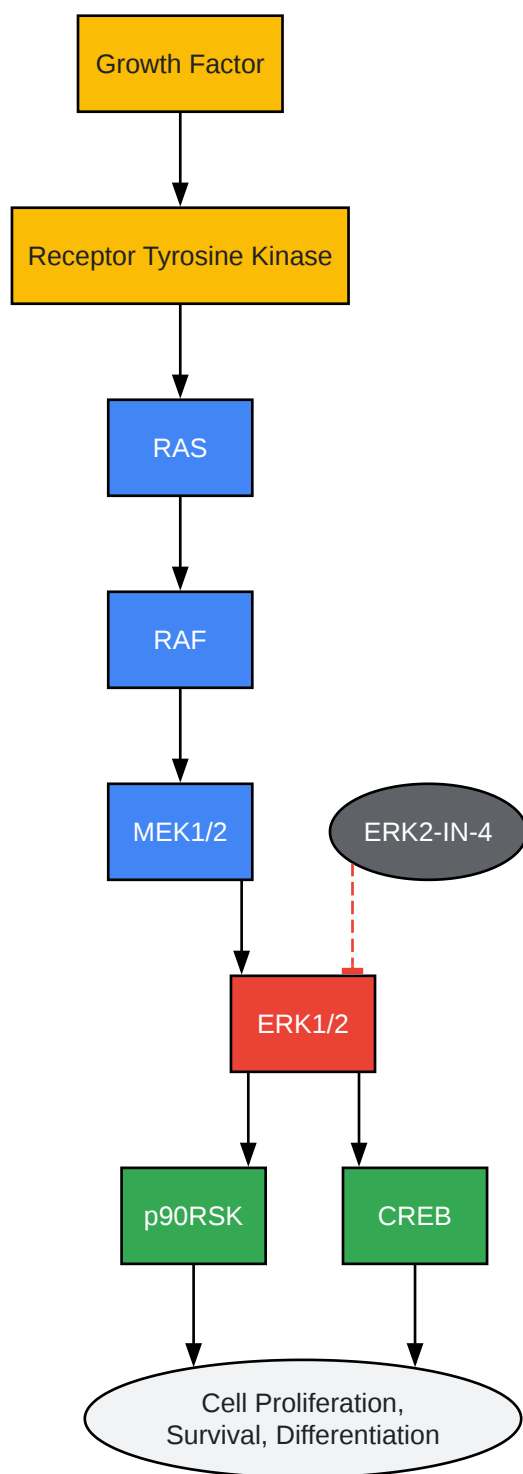 Growth Factor
Receptor Tyrosine Kinase
RAS
RAF
MEK1/2
ERK2-IN-4
ERK1/2
p90RSK
CREB
Cell Proliferation,
Survival, Differentiation